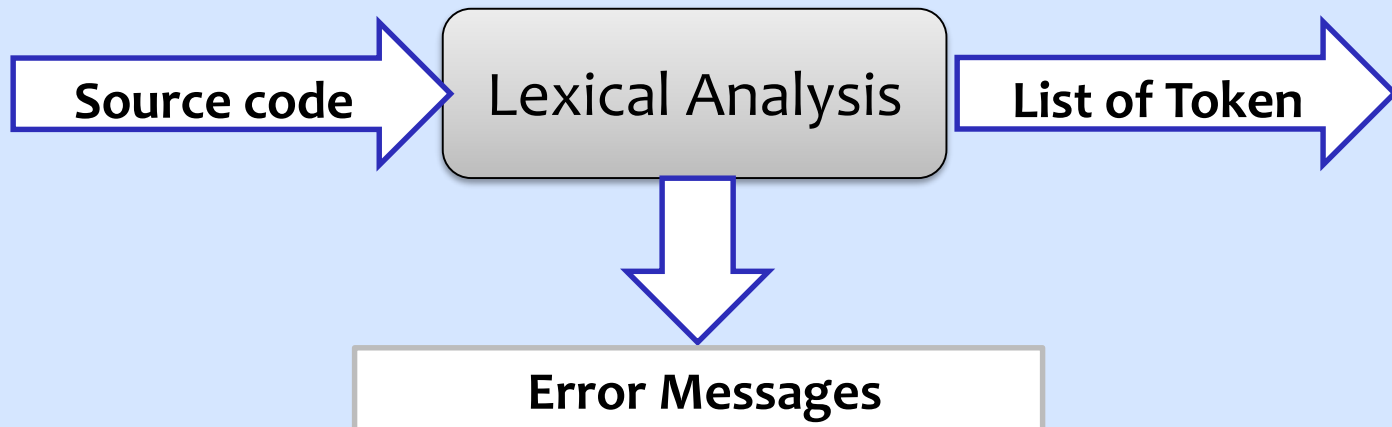 Source code
Lexical Analysis
List of Token
Error Messages